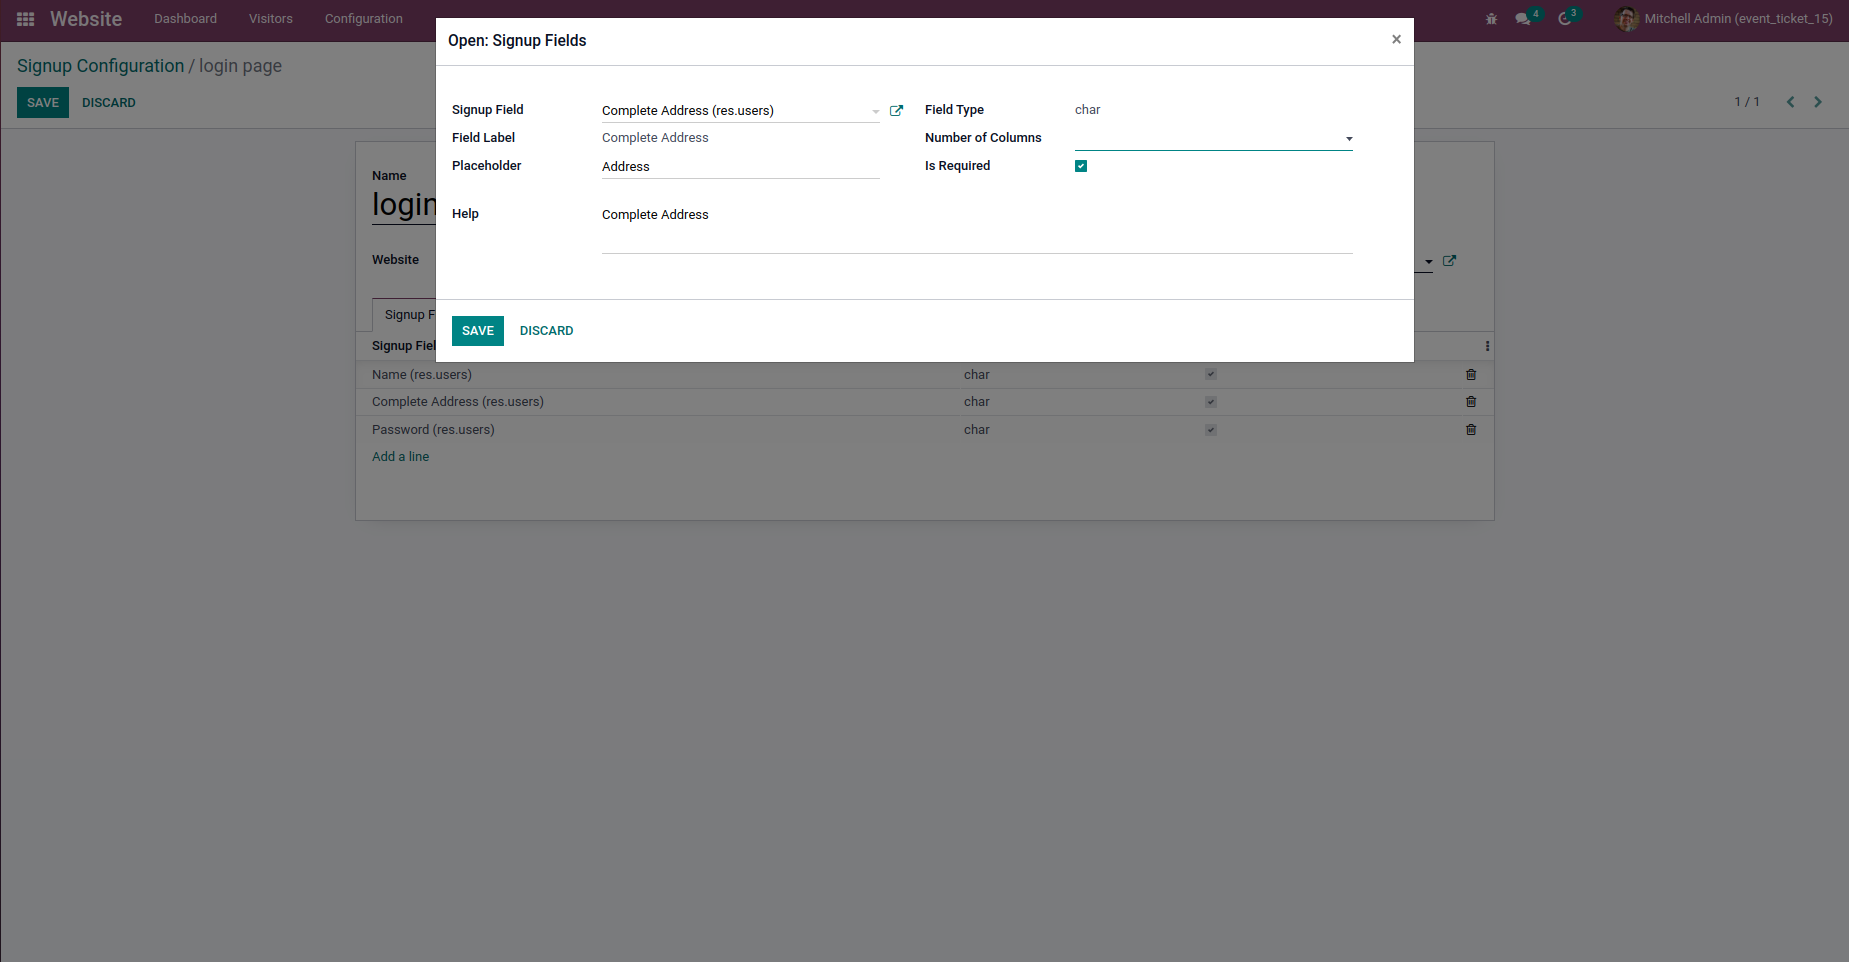 Website Dashboard Visitors Configuration 4 3 Mitchell Admin (event_ticket_15)
Signup Configuration / login page
SAVE DISCARD 1 / 1
Open: Signup Fields ×
Signup Field Complete Address (res.users) Field Type char
Field Label Complete Address Number of Columns
Placeholder Address Is Required
Help Complete Address
SAVE DISCARD
Name
login
Website
Signup F
Signup Fiel
Name (res.users) char
Complete Address (res.users) char
Password (res.users) char
Add a line